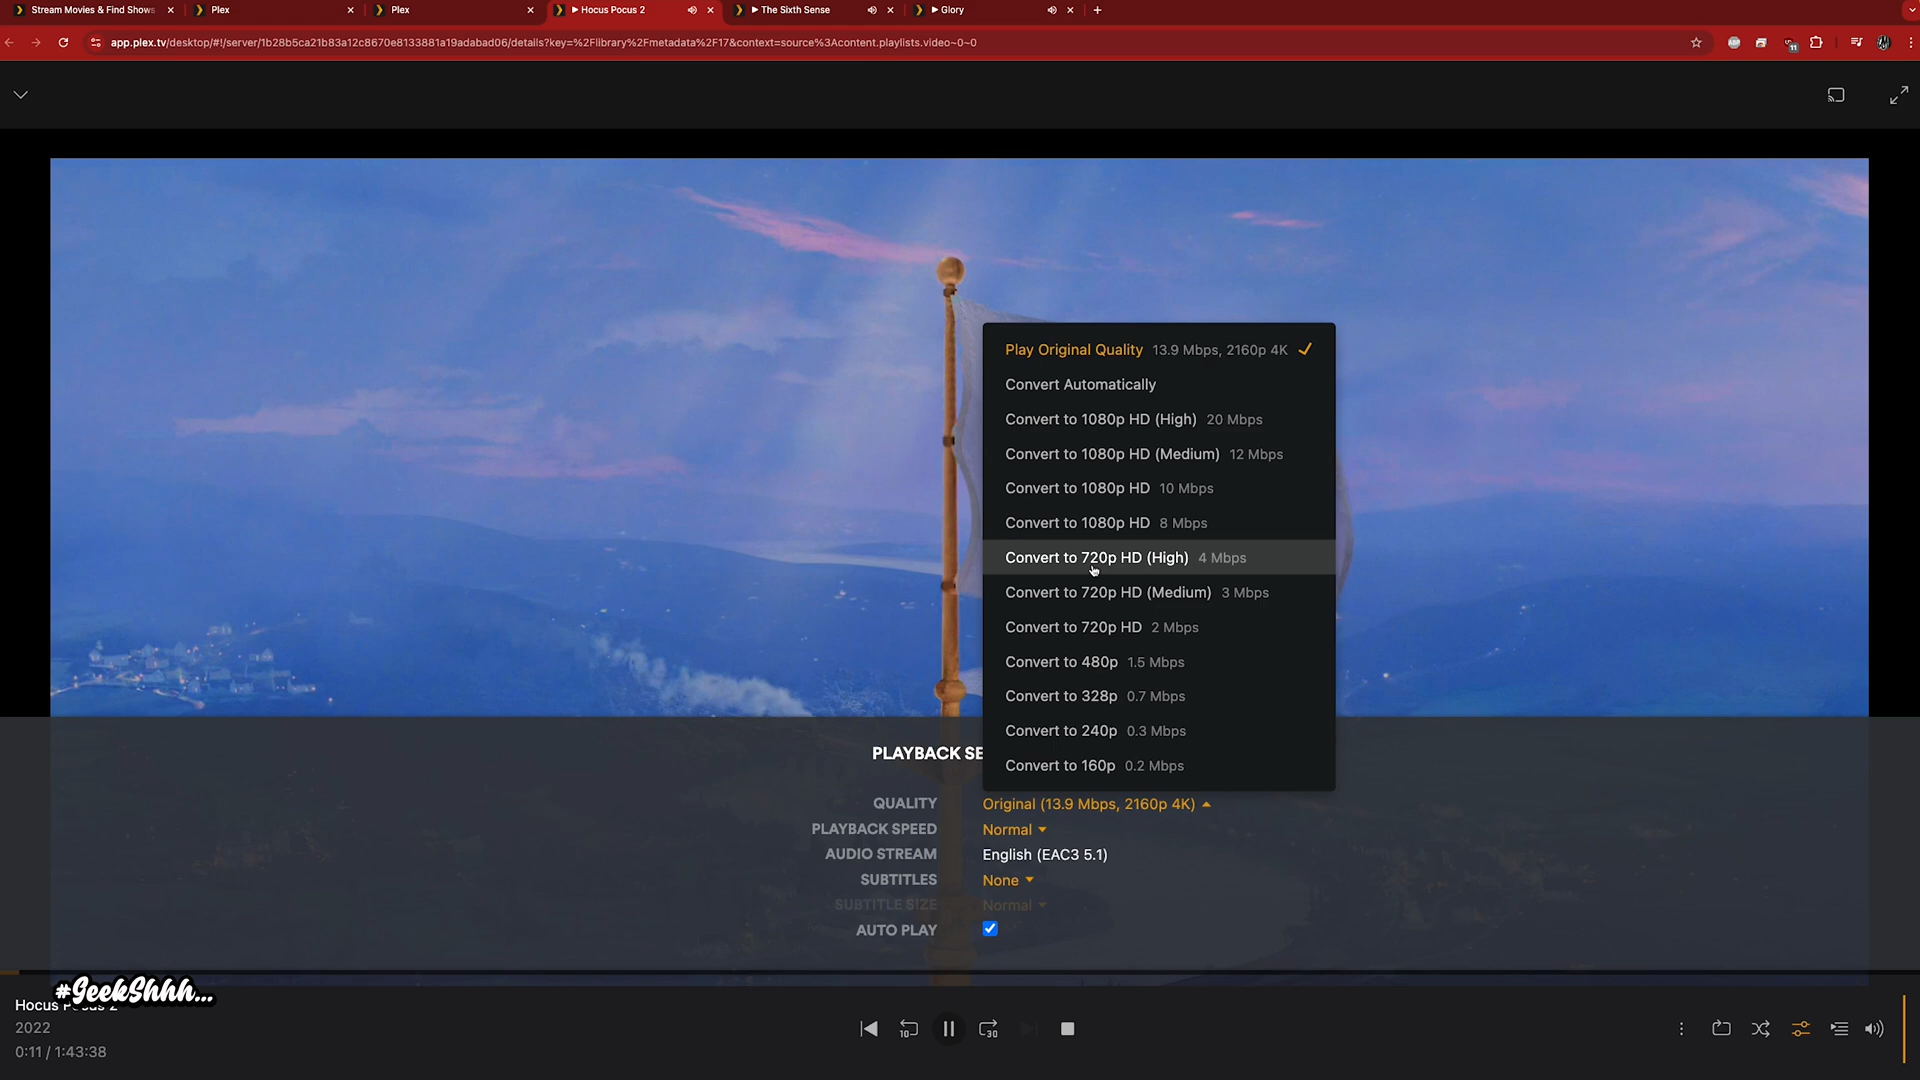 Stream Movies & Find Shows
Plex
Plex
Hocus Pocus 2
The Sixth Sense
Glory
app.plex.tv/desktop/#!/server/1b28b5ca21b83a12c8670e8133881a19adabad06/details?key=%2Flibrary%2Fmetadata%2F17&context=source%3Acontent.playlists.video~0~0
11
Play Original Quality 13.9 Mbps, 2160p 4K
Convert Automatically
Convert to 1080p HD (High) 20 Mbps
Convert to 1080p HD (Medium) 12 Mbps
Convert to 1080p HD 10 Mbps
Convert to 1080p HD 8 Mbps
Convert to 720p HD (High) 4 Mbps
Convert to 720p HD (Medium) 3 Mbps
Convert to 720p HD 2 Mbps
Convert to 480p 1.5 Mbps
Convert to 328p 0.7 Mbps
Convert to 240p 0.3 Mbps
Convert to 160p 0.2 Mbps
PLAYBACK SE
QUALITY Original (13.9 Mbps, 2160p 4K)
PLAYBACK SPEED Normal
AUDIO STREAM English (EAC3 5.1)
SUBTITLES None
SUBTITLE SIZE Normal
AUTO PLAY
#GeekShhh...
Hocus Pocus 2
2022
0:11 / 1:43:38
10
30